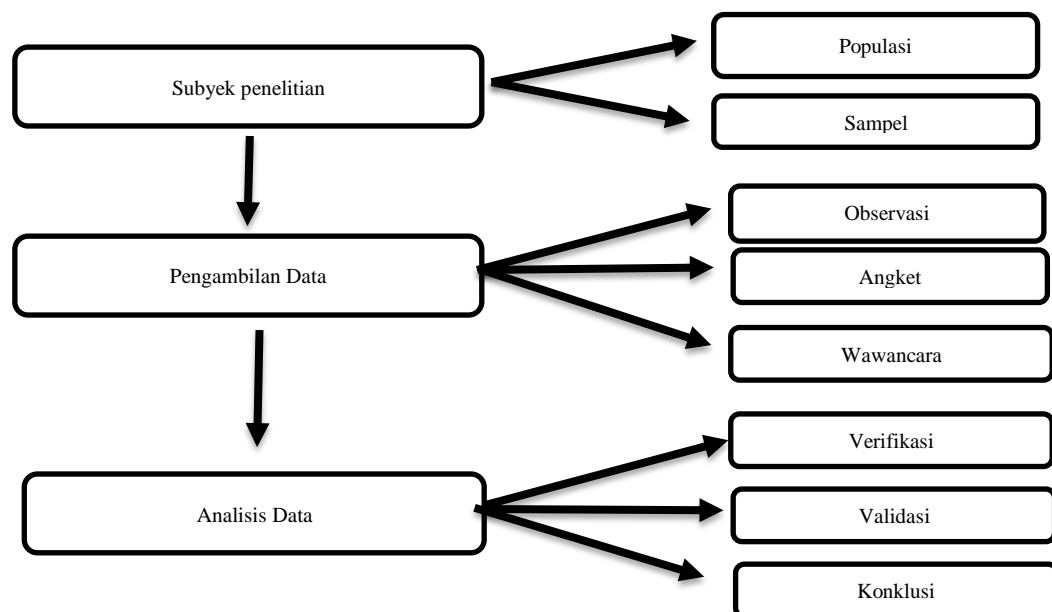 Subyek penelitian
Populasi
Sampel
Pengambilan Data
Observasi
Angket
Wawancara
Analisis Data
Verifikasi
Validasi
Konklusi